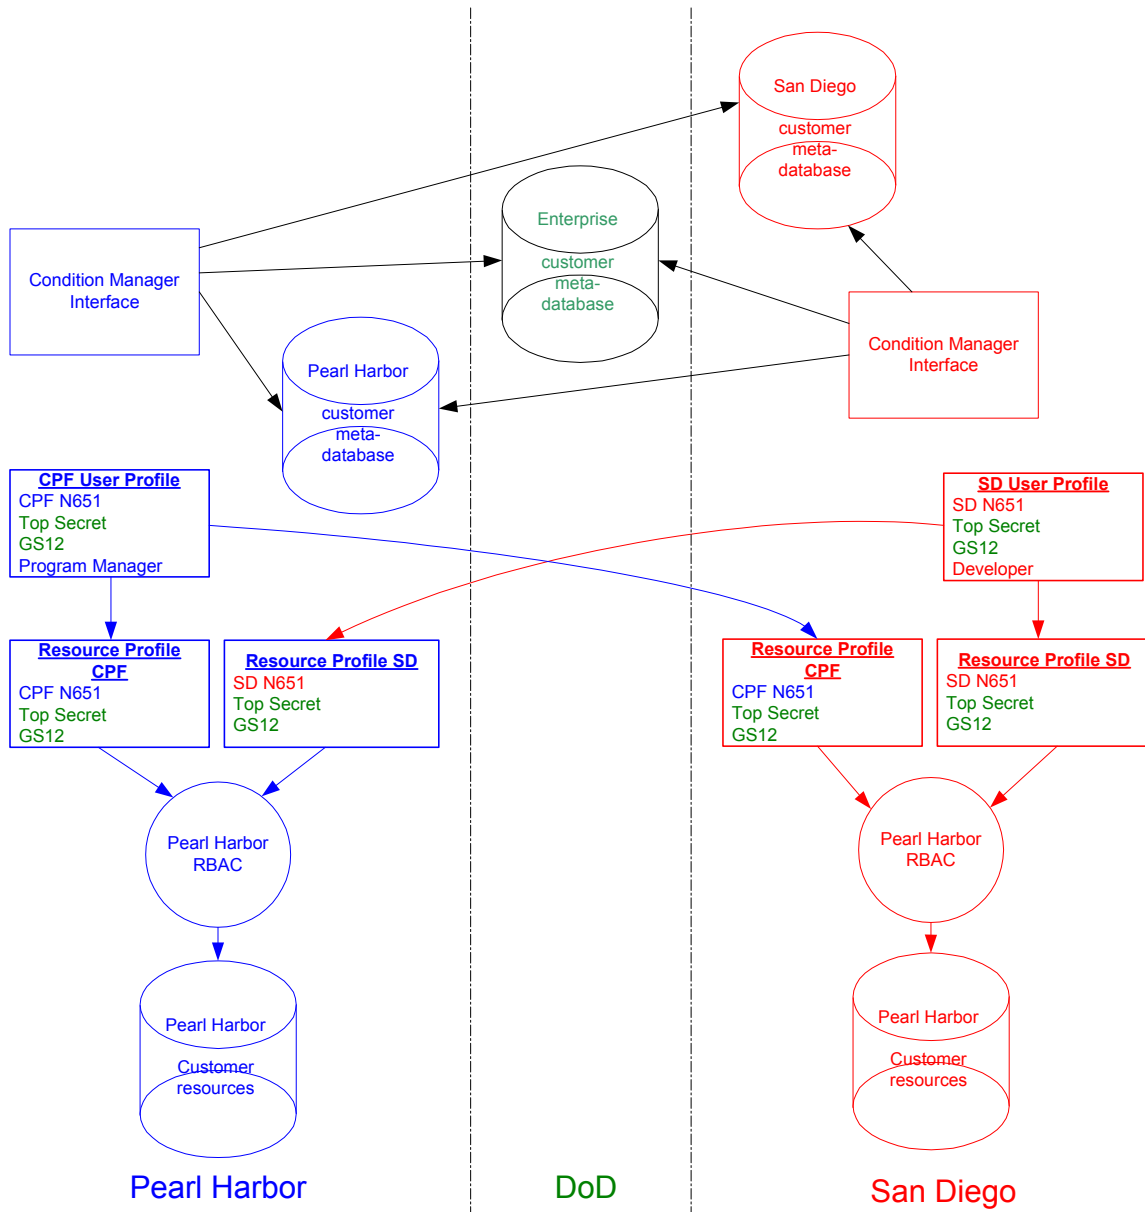 San Diego
customer
meta-
database
Enterprise
customer
meta-
database
Condition Manager
Interface
Condition Manager
Interface
Pearl Harbor
customer
meta-
database
CPF User Profile
CPF N651
Top Secret
GS12
Program Manager
SD User Profile
SD N651
Top Secret
GS12
Developer
Resource Profile
CPF
CPF N651
Top Secret
GS12
Resource Profile SD
SD N651
Top Secret
GS12
Resource Profile
CPF
CPF N651
Top Secret
GS12
Resource Profile SD
SD N651
Top Secret
GS12
Pearl Harbor
RBAC
Pearl Harbor
RBAC
Pearl Harbor
Customer
resources
Pearl Harbor
Customer
resources
Pearl Harbor
DoD
San Diego